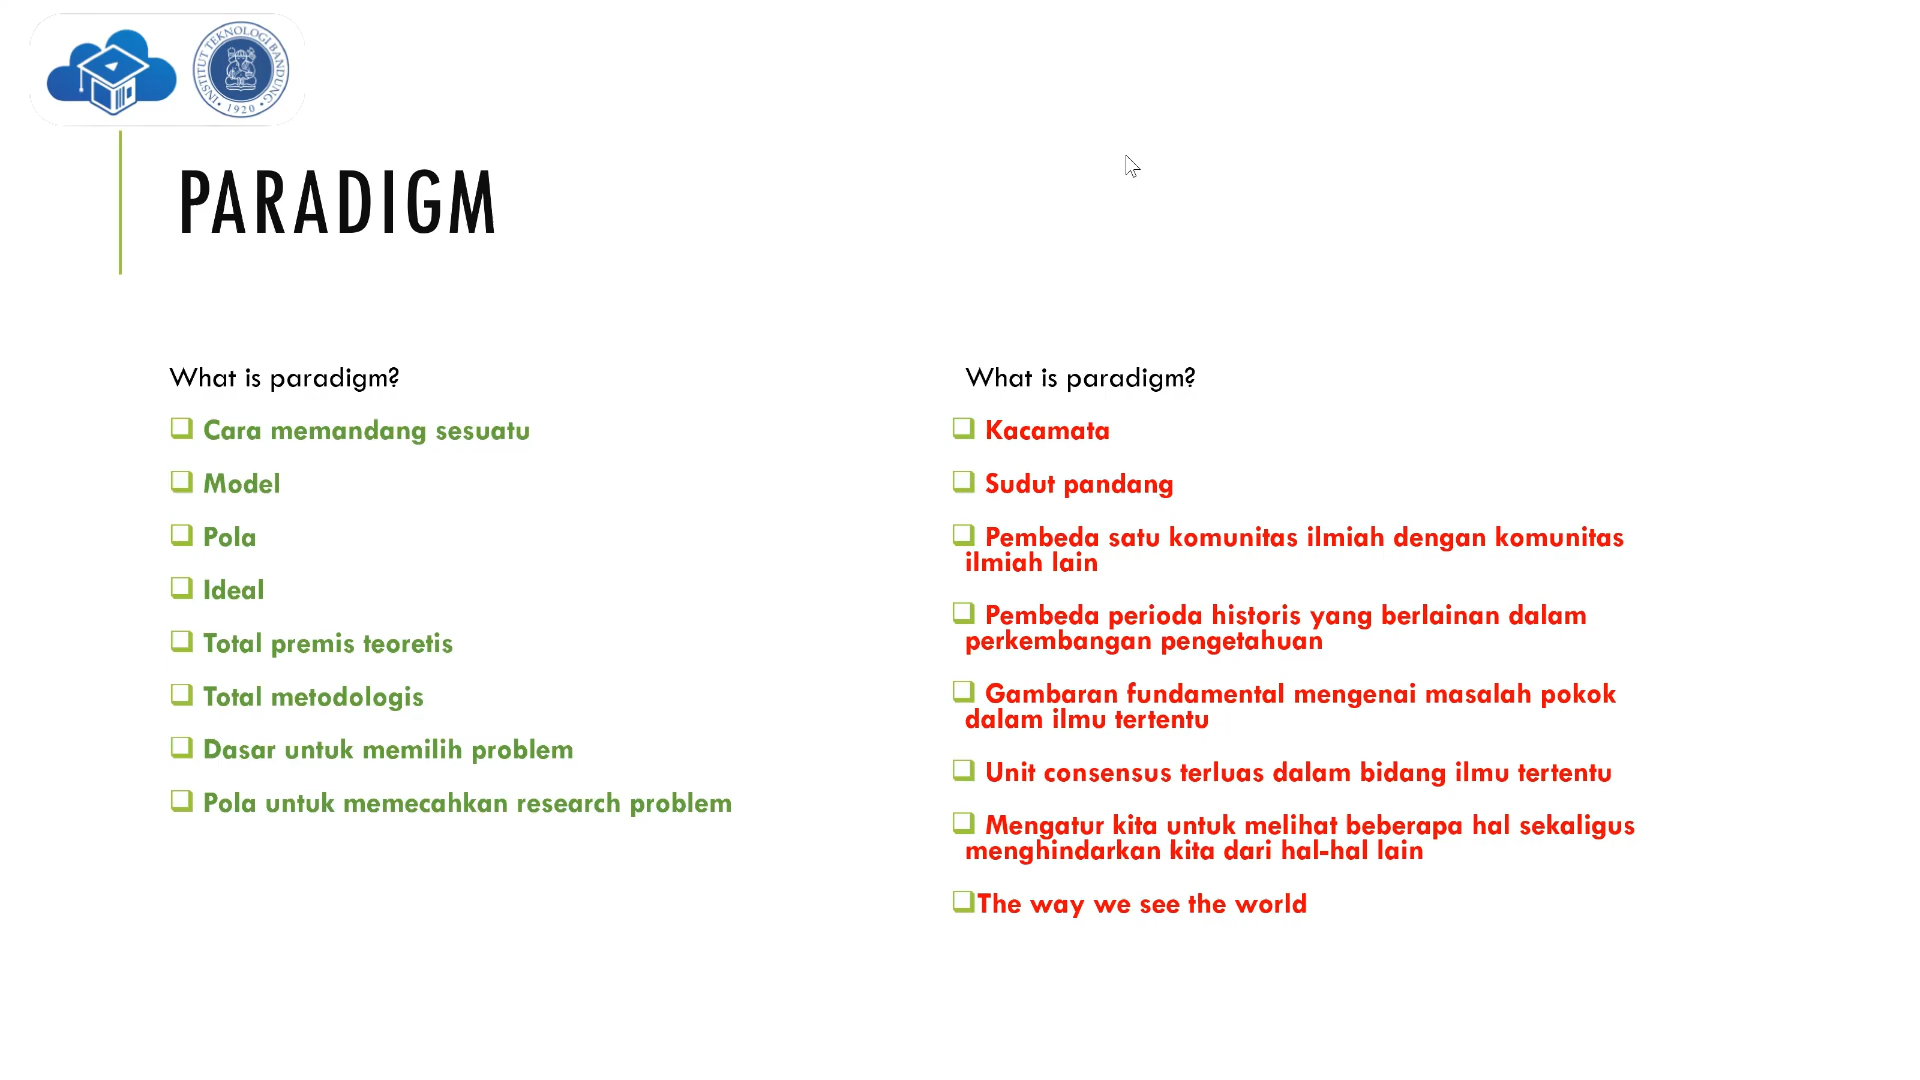 INSTITUT TEKNOLOGI BANDUNG
• 1920 •
PARADIGM
What is paradigm?
Cara memandang sesuatu
Model
Pola
Ideal
Total premis teoretis
Total metodologis
Dasar untuk memilih problem
Pola untuk memecahkan research problem
What is paradigm?
Kacamata
Sudut pandang
Pembeda satu komunitas ilmiah dengan komunitas
ilmiah lain
Pembeda perioda historis yang berlainan dalam
perkembangan pengetahuan
Gambaran fundamental mengenai masalah pokok
dalam ilmu tertentu
Unit consensus terluas dalam bidang ilmu tertentu
Mengatur kita untuk melihat beberapa hal sekaligus
menghindarkan kita dari hal-hal lain
The way we see the world